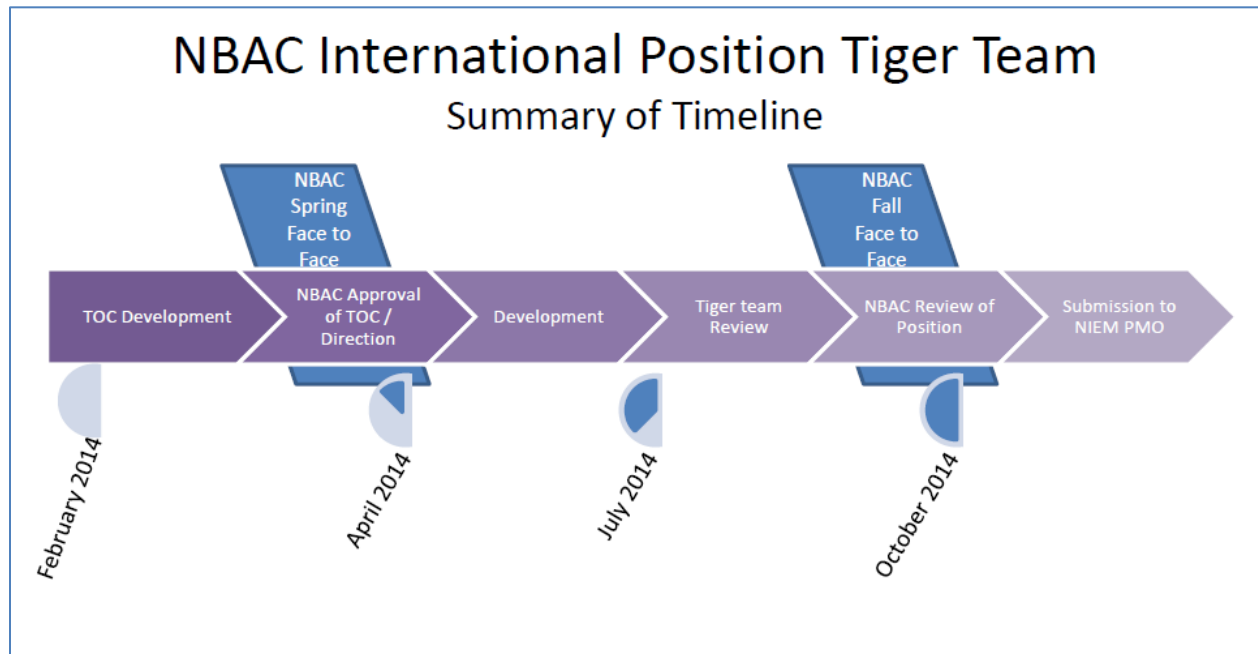 NBAC International Position Tiger Team
Summary of Timeline
NBAC
Spring
Face to
Face
NBAC
Fall
Face to
Face
TOC Development
NBAC Approval
of TOC /
Direction
Development
Tiger team
Review
NBAC Review of
Position
Submission to
NIEM PMO
February 2014
April 2014
July 2014
October 2014